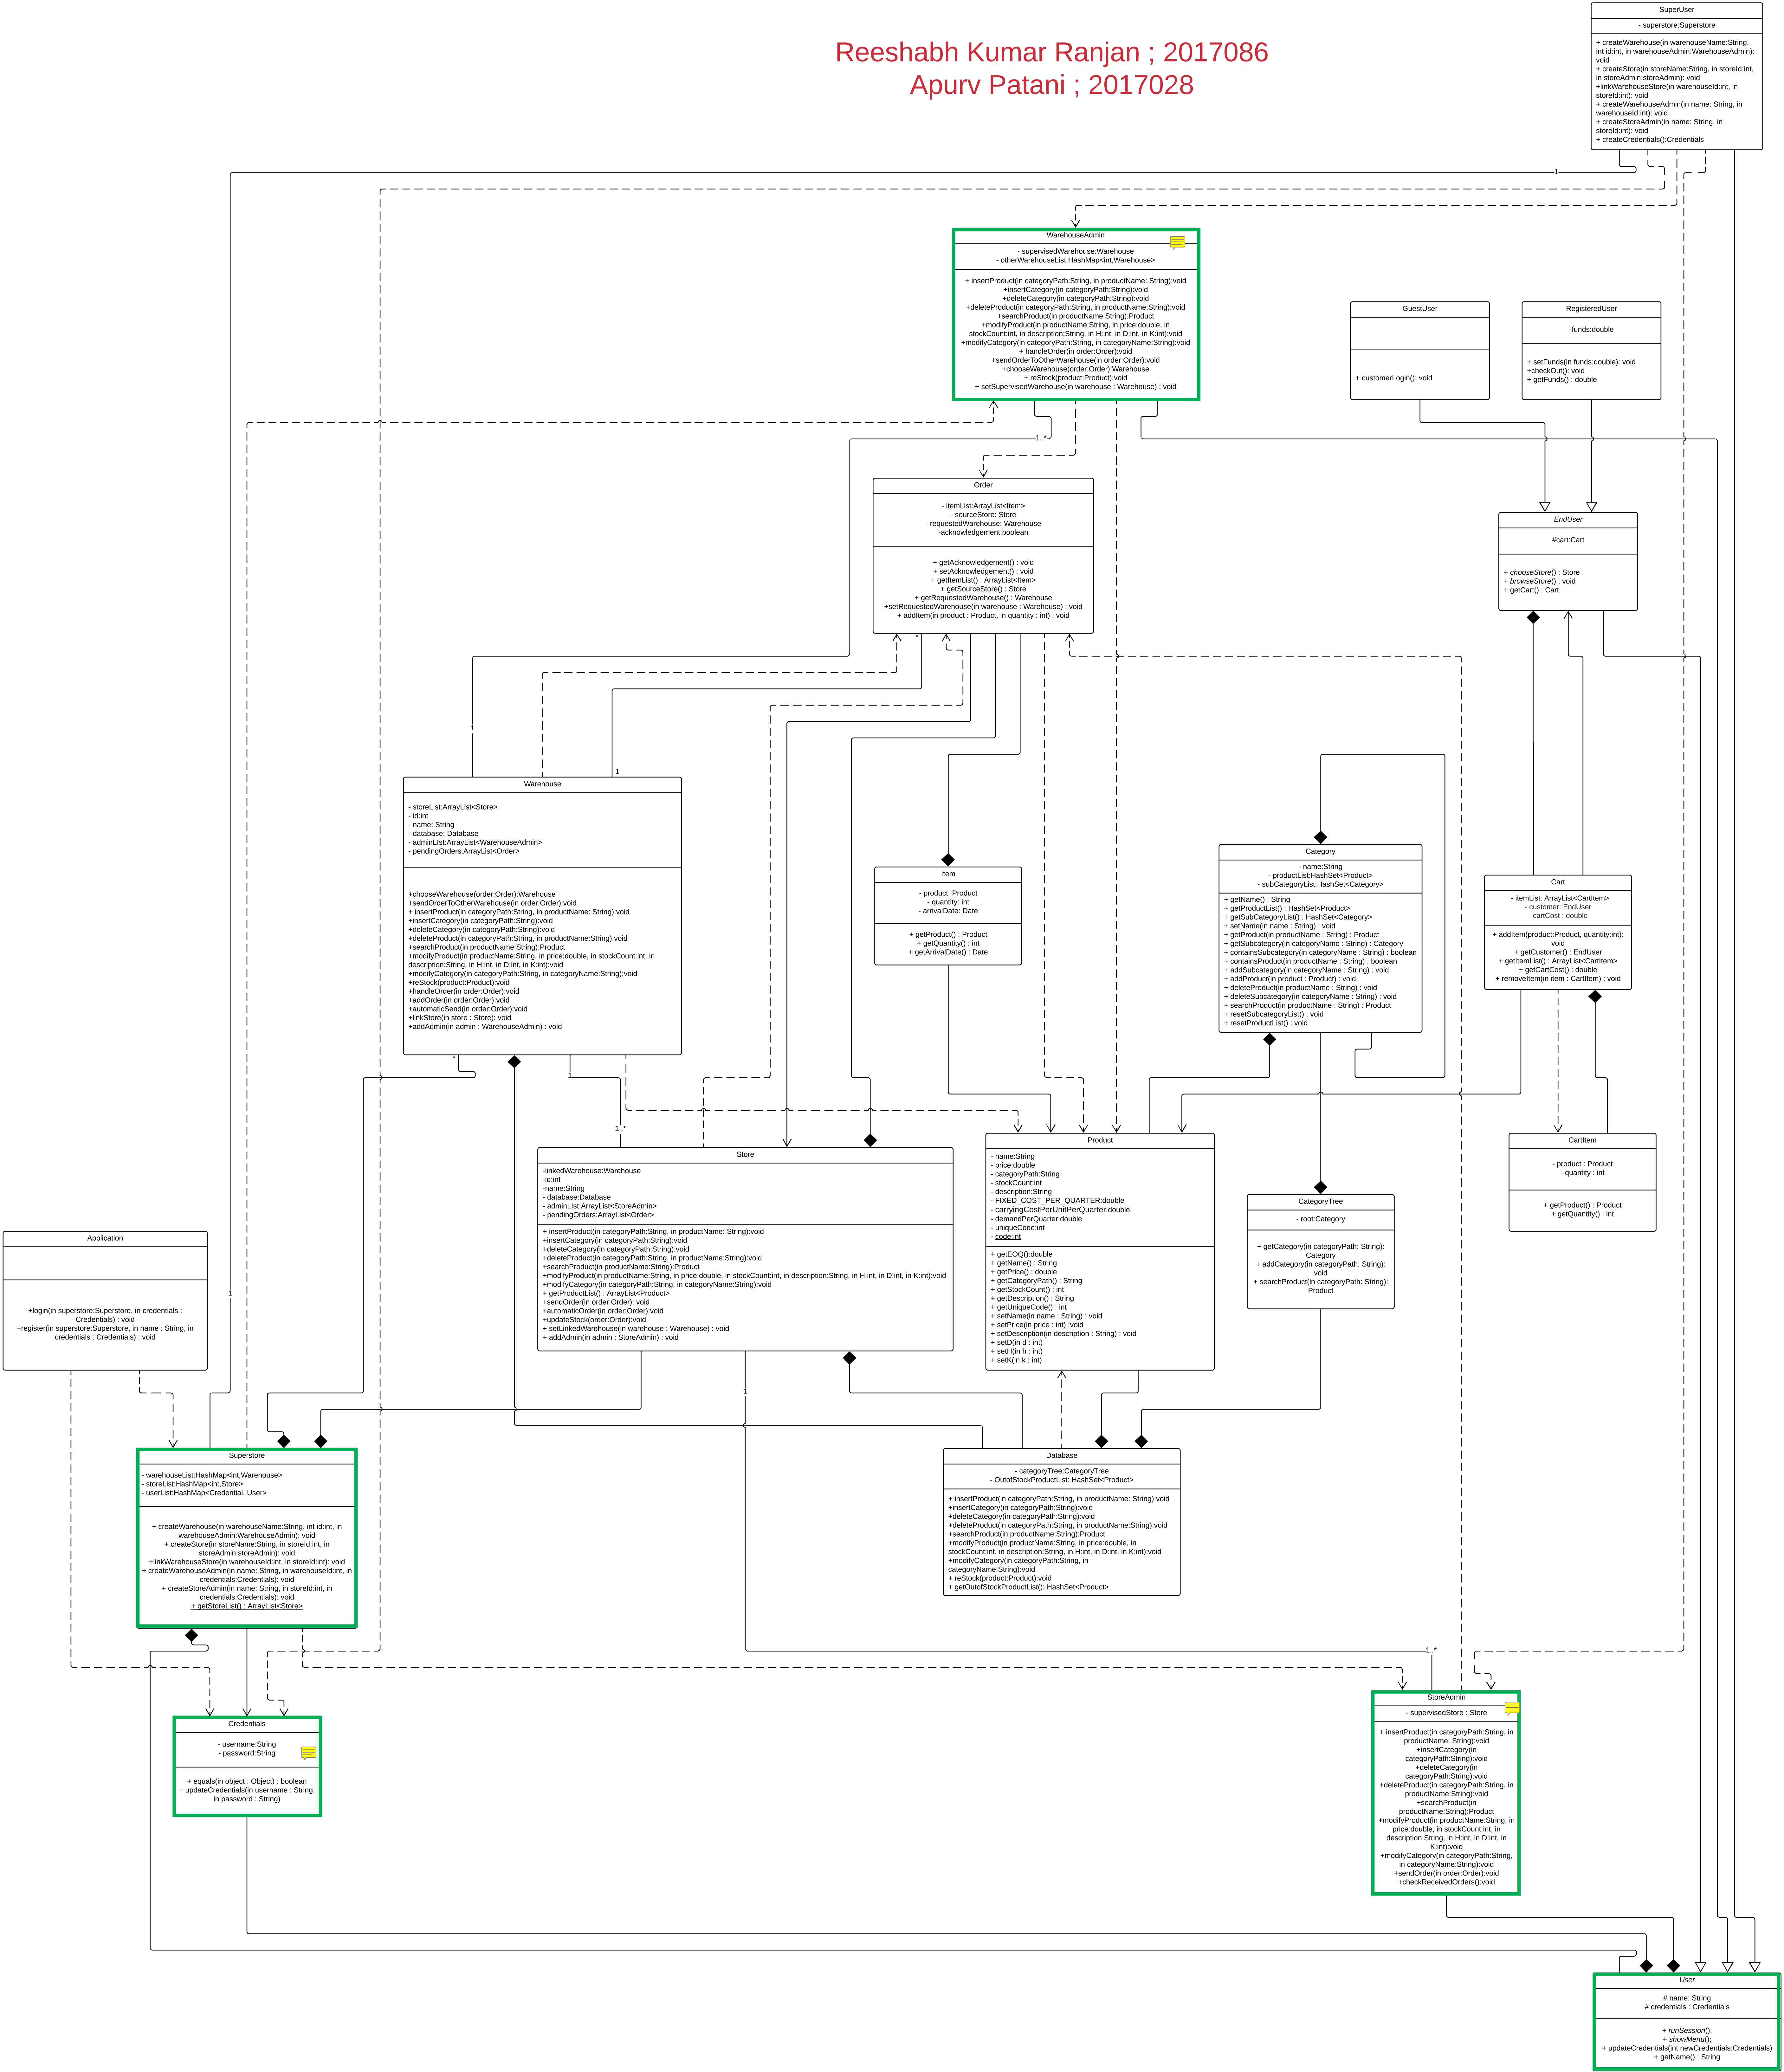 SuperUser
- superstore:Superstore
+ createWarehouse(in warehouseName:String,
int id:int, in warehouseAdmin:WarehouseAdmin):
void
+ createStore(in storeName:String, in storeId:int,
in storeAdmin:storeAdmin): void
+linkWarehouseStore(in warehouseId:int, in
storeId:int): void
+ createWarehouseAdmin(in name: String, in
warehouseId:int): void
+ createStoreAdmin(in name: String, in
storeId:int): void
+ createCredentials():Credentials
Reeshabh Kumar Ranjan ; 2017086
Apurv Patani ; 2017028
1
WarehouseAdmin
- supervisedWarehouse:Warehouse
- otherWarehouseList:HashMap<int,Warehouse>
+ insertProduct(in categoryPath:String, in productName: String):void
+insertCategory(in categoryPath:String):void
+deleteCategory(in categoryPath:String):void
+deleteProduct(in categoryPath:String, in productName:String):void
+searchProduct(in productName:String):Product
+modifyProduct(in productName:String, in price:double, in
stockCount:int, in description:String, in H:int, in D:int, in K:int):void
+modifyCategory(in categoryPath:String, in categoryName:String):void
+ handleOrder(in order:Order):void
+sendOrderToOtherWarehouse(in order:Order):void
+chooseWarehouse(order:Order):Warehouse
+ reStock(product:Product):void
+ setSupervisedWarehouse(in warehouse : Warehouse) : void
GuestUser
+ customerLogin(): void
RegisteredUser
-funds:double
+ setFunds(in funds:double): void
+checkOut(): void
+ getFunds() : double
1..*
Order
- itemList:ArrayList<Item>
- sourceStore: Store
- requestedWarehouse: Warehouse
-acknowledgement:boolean
+ getAcknowledgement() : void
+ setAcknowledgement() : void
+ getItemList() : ArrayList<Item>
+ getSourceStore() : Store
+ getRequestedWarehouse() : Warehouse
+setRequestedWarehouse(in warehouse : Warehouse) : void
+ addItem(in product : Product, in quantity : int) : void
EndUser
#cart:Cart
+ chooseStore() : Store
+ browseStore() : void
+ getCart() : Cart
*
1
1
Warehouse
- storeList:ArrayList<Store>
- id:int
- name: String
- database: Database
- adminLIst:ArrayList<WarehouseAdmin>
- pendingOrders:ArrayList<Order>
+chooseWarehouse(order:Order):Warehouse
+sendOrderToOtherWarehouse(in order:Order):void
+ insertProduct(in categoryPath:String, in productName: String):void
+insertCategory(in categoryPath:String):void
+deleteCategory(in categoryPath:String):void
+deleteProduct(in categoryPath:String, in productName:String):void
+searchProduct(in productName:String):Product
+modifyProduct(in productName:String, in price:double, in stockCount:int, in
description:String, in H:int, in D:int, in K:int):void
+modifyCategory(in categoryPath:String, in categoryName:String):void
+reStock(product:Product):void
+handleOrder(in order:Order):void
+addOrder(in order:Order):void
+automaticSend(in order:Order):void
+linkStore(in store : Store): void
+addAdmin(in admin : WarehouseAdmin) : void
Item
- product: Product
- quantity: int
- arrivalDate: Date
+ getProduct() : Product
+ getQuantity() : int
+ getArrivalDate() : Date
Category
- name:String
- productList:HashSet<Product>
- subCategoryList:HashSet<Category>
+ getName() : String
+ getProductList() : HashSet<Product>
+ getSubCategoryList() : HashSet<Category>
+ setName(in name : String) : void
+ getProduct(in productName : String) : Product
+ getSubcategory(in categoryName : String) : Category
+ containsSubcategory(in categoryName : String) : boolean
+ containsProduct(in productName : String) : boolean
+ addSubcategory(in categoryName : String) : void
+ addProduct(in product : Product) : void
+ deleteProduct(in productName : String) : void
+ deleteSubcategory(in categoryName : String) : void
+ searchProduct(in productName : String) : Product
+ resetSubcategoryList() : void
+ resetProductList() : void
Cart
- itemList: ArrayList<CartItem>
- customer: EndUser
- cartCost : double
+ addItem(product:Product, quantity:int):
void
+ getCustomer() : EndUser
+ getItemList() : ArrayList<CartItem>
+ getCartCost() : double
+ removeItem(in item : CartItem) : void
*
1
1..*
Store
-linkedWarehouse:Warehouse
-id:int
-name:String
- database:Database
- adminLIst:ArrayList<StoreAdmin>
- pendingOrders:ArrayList<Order>
+ insertProduct(in categoryPath:String, in productName: String):void
+insertCategory(in categoryPath:String):void
+deleteCategory(in categoryPath:String):void
+deleteProduct(in categoryPath:String, in productName:String):void
+searchProduct(in productName:String):Product
+modifyProduct(in productName:String, in price:double, in stockCount:int, in description:String, in H:int, in D:int, in K:int):void
+modifyCategory(in categoryPath:String, in categoryName:String):void
+ getProductList() : ArrayList<Product>
+sendOrder(in order:Order): void
+automaticOrder(in order:Order):void
+updateStock(order:Order):void
+ setLinkedWarehouse(in warehouse : Warehouse) : void
+ addAdmin(in admin : StoreAdmin) : void
Product
- name:String
- price:double
- categoryPath:String
- stockCount:int
- description:String
- FIXED_COST_PER_QUARTER:double
- carryingCostPerUnitPerQuarter:double
- demandPerQuarter:double
- uniqueCode:int
- code:int
+ getEOQ():double
+ getName() : String
+ getPrice() : double
+ getCategoryPath() : String
+ getStockCount() : int
+ getDescription() : String
+ getUniqueCode() : int
+ setName(in name : String) : void
+ setPrice(in price : int) :void
+ setDescription(in description : String) : void
+ setD(in d : int)
+ setH(in h : int)
+ setK(in k : int)
CartItem
- product : Product
- quantity : int
+ getProduct() : Product
+ getQuantity() : int
CategoryTree
- root:Category
+ getCategory(in categoryPath: String):
Category
+ addCategory(in categoryPath: String):
void
+ searchProduct(in categoryPath: String):
Product
Application
+login(in superstore:Superstore, in credentials :
Credentials) : void
+register(in superstore:Superstore, in name : String, in
credentials : Credentials) : void
1
1
Superstore
- warehouseList:HashMap<int,Warehouse>
- storeList:HashMap<int,Store>
- userList:HashMap<Credential, User>
+ createWarehouse(in warehouseName:String, int id:int, in
warehouseAdmin:WarehouseAdmin): void
+ createStore(in storeName:String, in storeId:int, in
storeAdmin:storeAdmin): void
+linkWarehouseStore(in warehouseId:int, in storeId:int): void
+ createWarehouseAdmin(in name: String, in warehouseId:int, in
credentials:Credentials): void
+ createStoreAdmin(in name: String, in storeId:int, in
credentials:Credentials): void
+ getStoreList() : ArrayList<Store>
Database
- categoryTree:CategoryTree
- OutofStockProductList: HashSet<Product>
+ insertProduct(in categoryPath:String, in productName: String):void
+insertCategory(in categoryPath:String):void
+deleteCategory(in categoryPath:String):void
+deleteProduct(in categoryPath:String, in productName:String):void
+searchProduct(in productName:String):Product
+modifyProduct(in productName:String, in price:double, in
stockCount:int, in description:String, in H:int, in D:int, in K:int):void
+modifyCategory(in categoryPath:String, in
categoryName:String):void
+ reStock(product:Product):void
+ getOutofStockProductList(): HashSet<Product>
1..*
StoreAdmin
- supervisedStore : Store
+ insertProduct(in categoryPath:String, in
productName: String):void
+insertCategory(in
categoryPath:String):void
+deleteCategory(in
categoryPath:String):void
+deleteProduct(in categoryPath:String, in
productName:String):void
+searchProduct(in
productName:String):Product
+modifyProduct(in productName:String, in
price:double, in stockCount:int, in
description:String, in H:int, in D:int, in
K:int):void
+modifyCategory(in categoryPath:String,
in categoryName:String):void
+sendOrder(in order:Order):void
+checkReceivedOrders():void
Credentials
- username:String
- password:String
+ equals(in object : Object) : boolean
+ updateCredentials(in username : String,
in password : String)
User
# name: String
# credentials : Credentials
+ runSession();
+ showMenu();
+ updateCredentials(int newCredentials:Credentials)
+ getName() : String